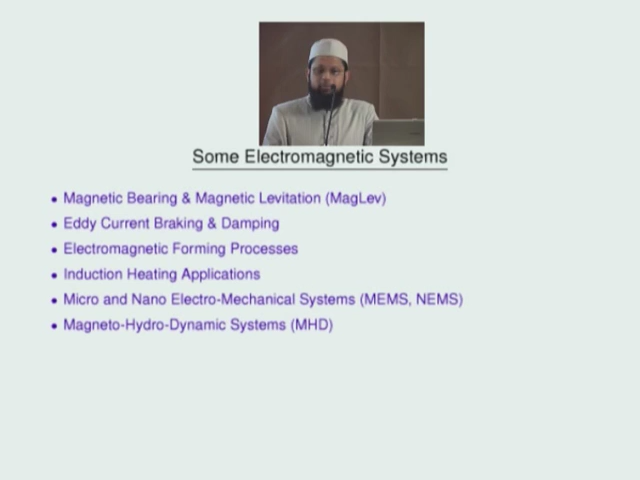 Some Electromagnetic Systems
• Magnetic Bearing & Magnetic Levitation (MagLev)
• Eddy Current Braking & Damping
• Electromagnetic Forming Processes
• Induction Heating Applications
• Micro and Nano Electro-Mechanical Systems (MEMS, NEMS)
• Magneto-Hydro-Dynamic Systems (MHD)